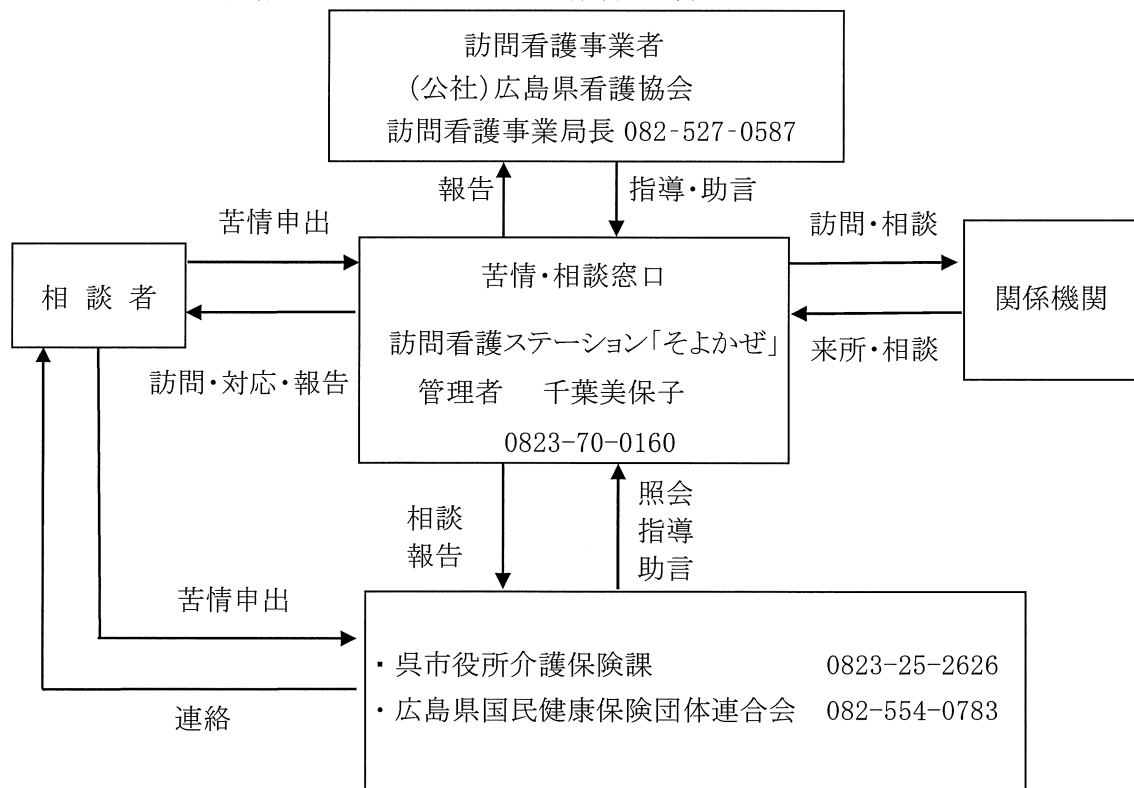 訪問看護事業者
(公社)広島県看護協会
訪問看護事業局長 082-527-0587
報告
指導・助言
苦情申出
訪問・相談
相 談 者
苦情・相談窓口
関係機関
訪問看護ステーション「そよかぜ」
来所・相談
訪問・対応・報告
管理者 千葉美保子
0823-70-0160
相談
報告
照会
指導
助言
苦情申出
・呉市役所介護保険課 0823-25-2626
・広島県国民健康保険団体連合会 082-554-0783
連絡